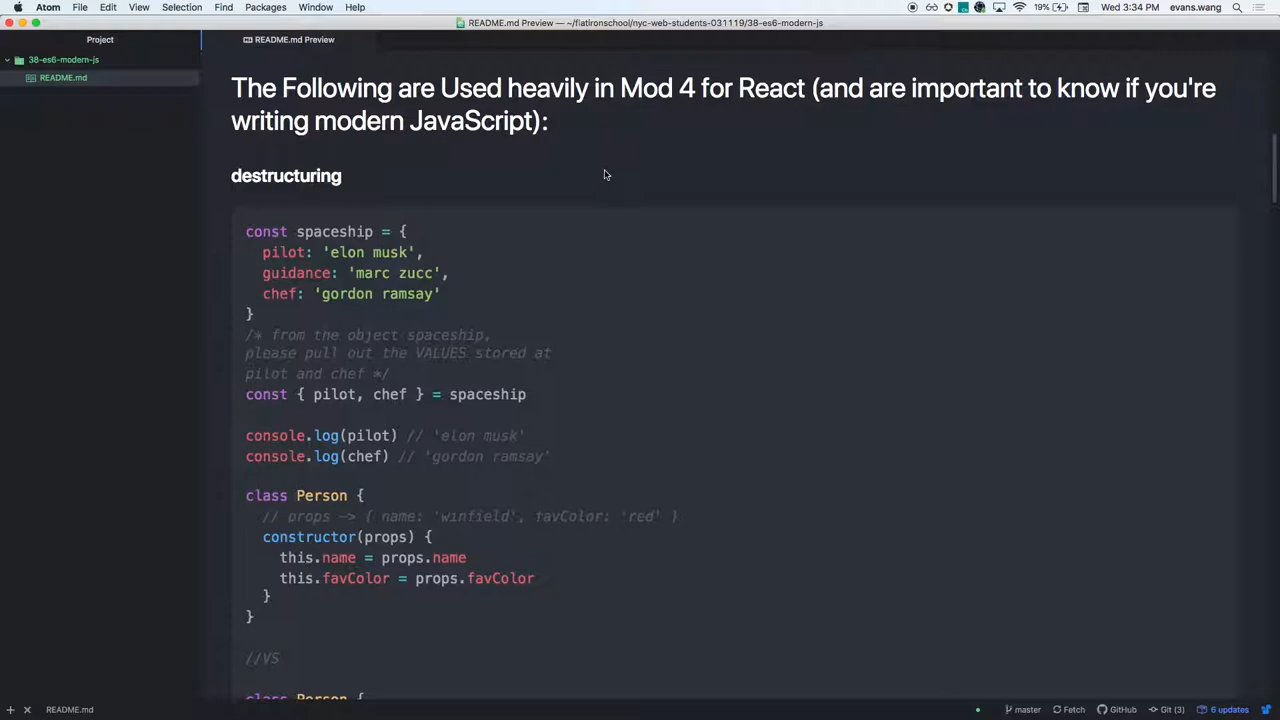 Atom File Edit View Selection Find Packages Window Help 19% Wed 3:34 PM evans.wang
README.md Preview — ~/flatironschool/nyc-web-students-031119/38-es6-modern-js
Project
README.md Preview
38-es6-modern-js
README.md
The Following are Used heavily in Mod 4 for React (and are important to know if you're
writing modern JavaScript):
destructuring
const spaceship = {
pilot: 'elon musk',
guidance: 'marc zucc',
chef: 'gordon ramsay'
}
/* from the object spaceship,
please pull out the VALUES stored at
pilot and chef */
const { pilot, chef } = spaceship
console.log(pilot) // 'elon musk'
console.log(chef) // 'gordon ramsay'
class Person {
// props —> { name: 'winfield', favColor: 'red' }
constructor(props) {
this.name = props.name
this.favColor = props.favColor
}
}
//VS
class Person {
README.md
master Fetch GitHub Git (3) 6 updates